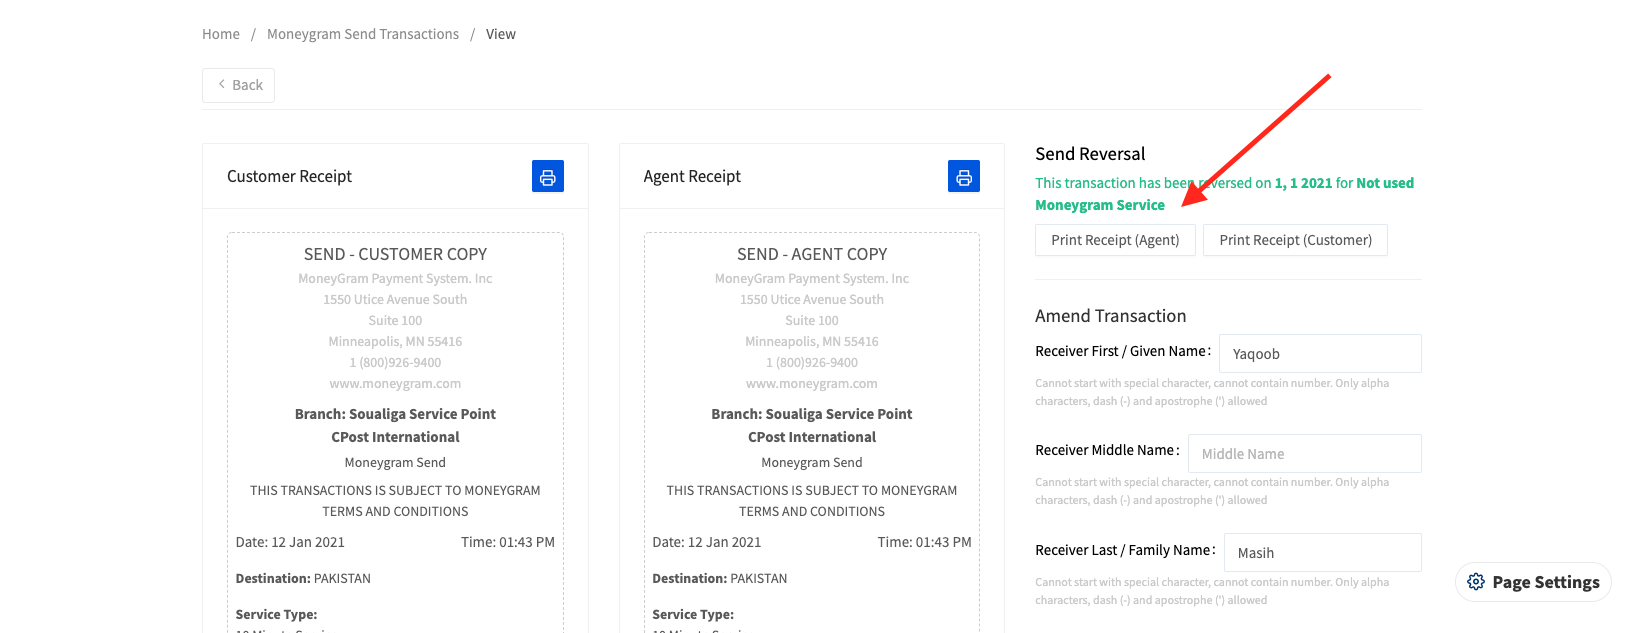 Home / Moneygram Send Transactions / View
Back
Customer Receipt
SEND - CUSTOMER COPY
MoneyGram Payment System. Inc
1550 Utice Avenue South
Suite 100
Minneapolis, MN 55416
1 (800)926-9400
www.moneygram.com
Branch: Soualiga Service Point
CPost International
Moneygram Send
THIS TRANSACTIONS IS SUBJECT TO MONEYGRAM
TERMS AND CONDITIONS
Date: 12 Jan 2021 Time: 01:43 PM
Destination: PAKISTAN
Service Type:
Agent Receipt
SEND - AGENT COPY
MoneyGram Payment System. Inc
1550 Utice Avenue South
Suite 100
Minneapolis, MN 55416
1 (800)926-9400
www.moneygram.com
Branch: Soualiga Service Point
CPost International
Moneygram Send
THIS TRANSACTIONS IS SUBJECT TO MONEYGRAM
TERMS AND CONDITIONS
Date: 12 Jan 2021 Time: 01:43 PM
Destination: PAKISTAN
Service Type:
Send Reversal
This transaction has been reversed on 1, 1 2021 for Not used
Moneygram Service
Print Receipt (Agent) Print Receipt (Customer)
Amend Transaction
Receiver First / Given Name: Yaqoob
Cannot start with special character, cannot contain number. Only alpha
characters, dash (-) and apostrophe (') allowed
Receiver Middle Name: Middle Name
Cannot start with special character, cannot contain number. Only alpha
characters, dash (-) and apostrophe (') allowed
Receiver Last / Family Name: Masih
Cannot start with special character, cannot contain number. Only alpha
characters, dash (-) and apostrophe (') allowed
Page Settings